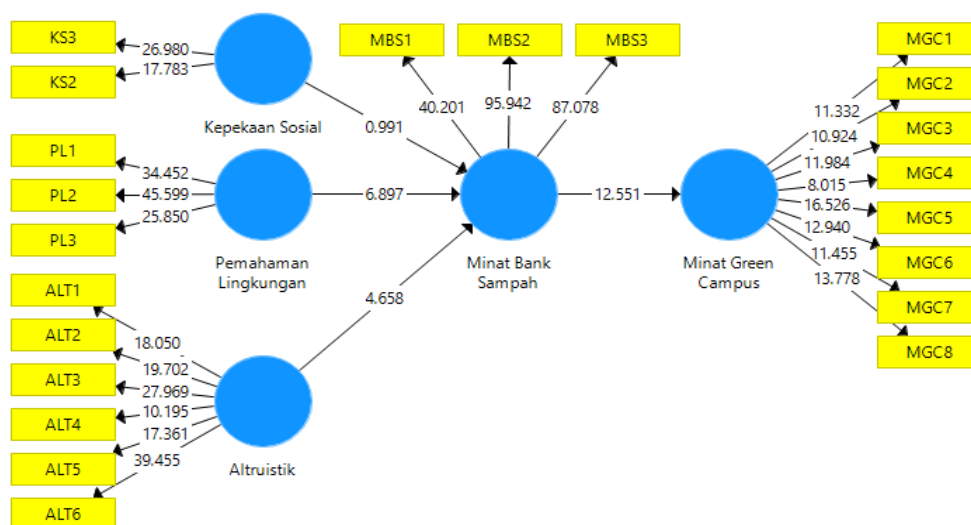 KS3
26.980
KS2
17.783
Kepekaan Sosial
0.991
MBS1
MBS2
MBS3
40.201
95.942
87.078
PL1
34.452
PL2
45.599
PL3
25.850
Pemahaman
Lingkungan
6.897
Minat Bank
Sampah
12.551
Minat Green
Campus
ALT1
18.050
ALT2
19.702
ALT3
27.969
ALT4
10.195
ALT5
17.361
ALT6
39.455
Altruistik
4.658
MGC1
11.332
MGC2
10.924
MGC3
11.984
MGC4
8.015
MGC5
16.526
MGC6
12.940
MGC7
11.455
MGC8
13.778